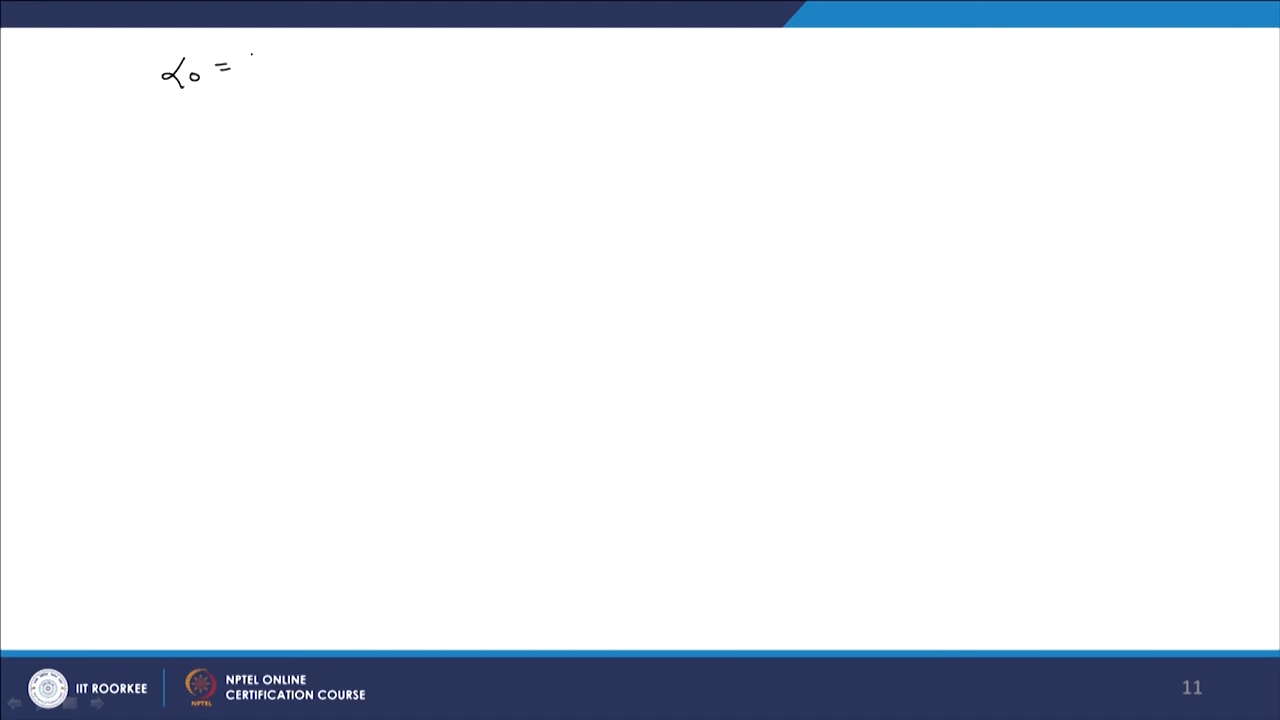 α₀ =
IIT ROORKEE
NPTEL ONLINE
CERTIFICATION COURSE
11